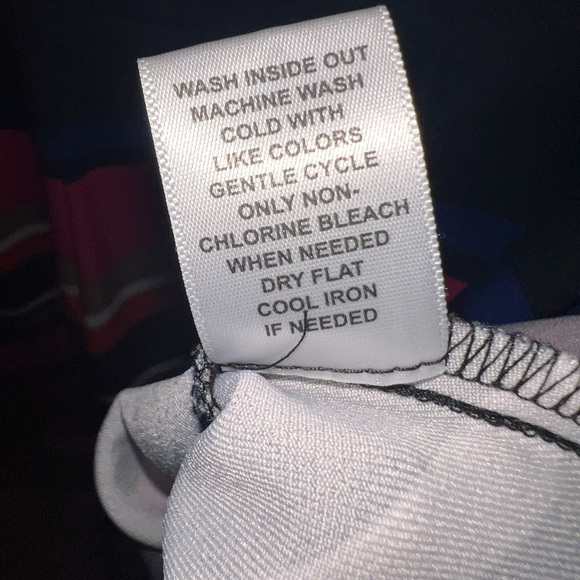 WASH INSIDE OUT
MACHINE WASH
COLD WITH
LIKE COLORS
GENTLE CYCLE
ONLY NON-
CHLORINE BLEACH
WHEN NEEDED
DRY FLAT
COOL IRON
IF NEEDED